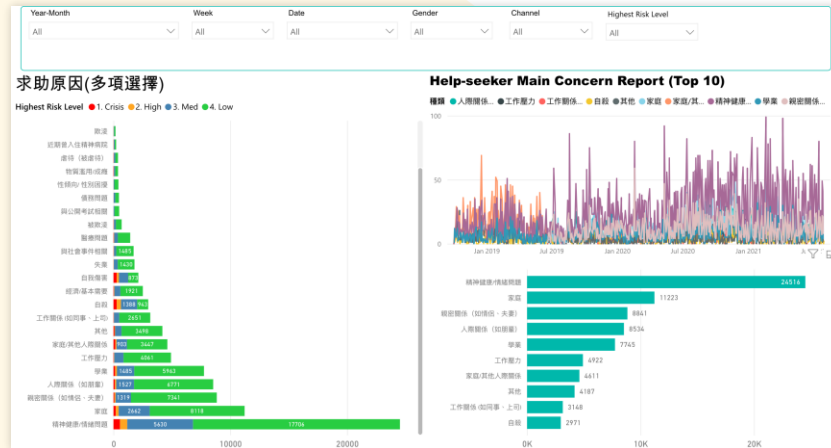 Year-Month Week Date Gender Channel Highest Risk Level
All All All All All All
求助原因(多項選擇)
Highest Risk Level 1. Crisis 2. High 3. Med 4. Low
欺凌
近期曾入住精神病院
虐待（被虐待）
物質濫用/成癮
性傾向/ 性別困擾
債務問題
與公開考試相關
被欺凌
醫療問題
與社會事件相關 1685
失業 1430
自殺傷害 873
經濟/基本需要 1921
自殺 1388 963
工作關係 (如同事、上司) 2651
其他 3498
家庭/其他人際關係 903 3447
工作壓力 4061
學業 1685 5963
人際關係（如朋輩） 1527 6771
親密關係（如情侶、夫妻） 1319 7341
家庭 2662 8118
精神健康/情緒問題 5630 17706
0 10000 20000
Help-seeker Main Concern Report (Top 10)
種類 人際關係... 工作壓力 工作關係... 自殺 其他 家庭 家庭/其... 精神健康... 學業 親密關係...
100
50
0
Jan 2019 Jul 2019 Jan 2020 Jul 2020 Jan 2021
精神健康/情緒問題 24516
家庭 11223
親密關係（如情侶、夫妻） 8841
人際關係（如朋輩） 8534
學業 7745
工作壓力 4922
家庭/其他人際關係 4611
其他 4187
工作關係 (如同事、上司) 3148
自殺 2971
0K 10K 20K